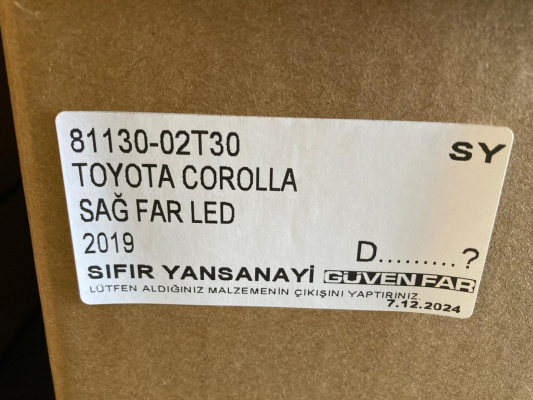 81130-02T30 SY
TOYOTA COROLLA
SAĞ FAR LED
2019 D.........?
SIFIR YANSANAYİ GÜVEN FAR
LÜTFEN ALDIĞINIZ MALZEMENİN ÇIKIŞINI YAPTIRINIZ.
7.12.2024